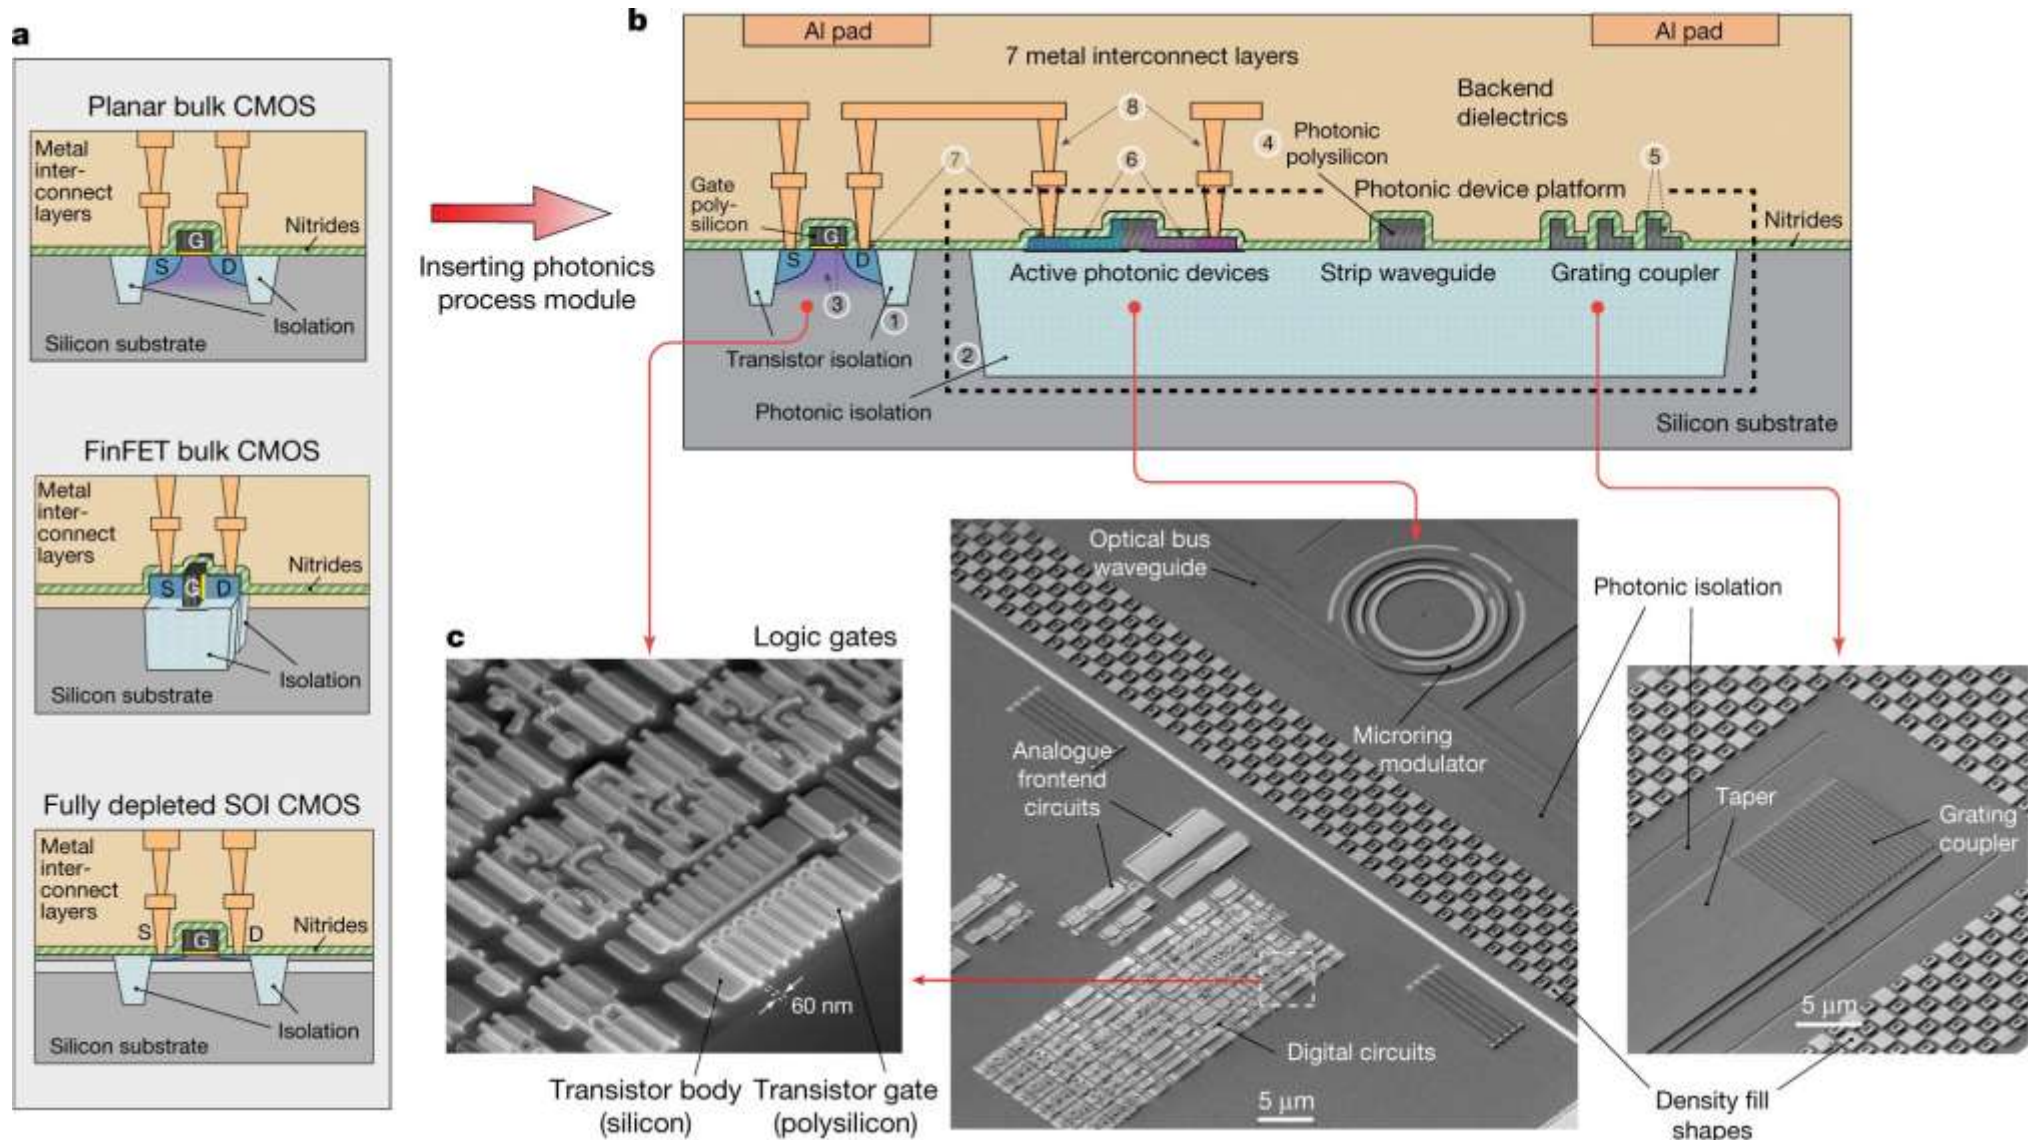 a
Planar bulk CMOS
Metal
inter-
connect
layers
G
Nitrides
S
D
Isolation
Silicon substrate
FinFET bulk CMOS
Metal
inter-
connect
layers
Nitrides
S
G
D
Isolation
Silicon substrate
Fully depleted SOI CMOS
Metal
inter-
connect
layers
S
G
D
Nitrides
Isolation
Silicon substrate
Inserting photonics
process module
b
Al pad
Al pad
7 metal interconnect layers
Backend
dielectrics
8
4
Photonic
polysilicon
7
6
5
Gate
poly-
silicon
Photonic device platform
Nitrides
G
S
D
Active photonic devices
Strip waveguide
Grating coupler
3
1
Transistor isolation
2
Photonic isolation
Silicon substrate
c
Logic gates
60 nm
Transistor body
(silicon)
Transistor gate
(polysilicon)
Optical bus
waveguide
Microring
modulator
Analogue
frontend
circuits
Digital circuits
5 μm
Photonic isolation
Taper
Grating
coupler
5 μm
Density fill
shapes